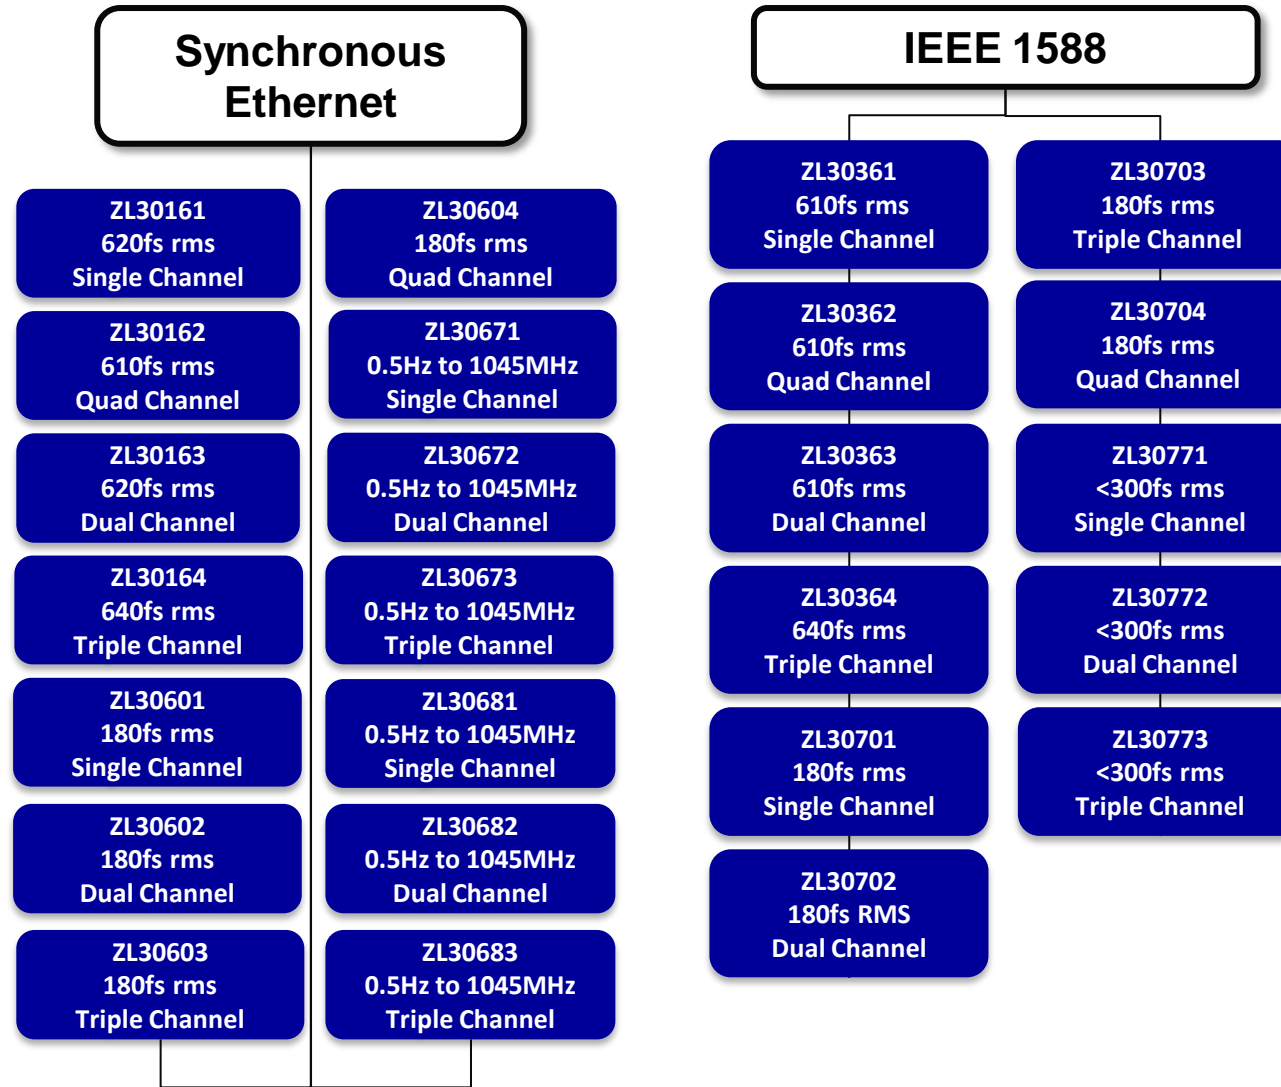 Synchronous
Ethernet
ZL30161
620fs rms
Single Channel
ZL30162
610fs rms
Quad Channel
ZL30163
620fs rms
Dual Channel
ZL30164
640fs rms
Triple Channel
ZL30601
180fs rms
Single Channel
ZL30602
180fs rms
Dual Channel
ZL30603
180fs rms
Triple Channel
ZL30604
180fs rms
Quad Channel
ZL30671
0.5Hz to 1045MHz
Single Channel
ZL30672
0.5Hz to 1045MHz
Dual Channel
ZL30673
0.5Hz to 1045MHz
Triple Channel
ZL30681
0.5Hz to 1045MHz
Single Channel
ZL30682
0.5Hz to 1045MHz
Dual Channel
ZL30683
0.5Hz to 1045MHz
Triple Channel
IEEE 1588
ZL30361
610fs rms
Single Channel
ZL30362
610fs rms
Quad Channel
ZL30363
610fs rms
Dual Channel
ZL30364
640fs rms
Triple Channel
ZL30701
180fs rms
Single Channel
ZL30702
180fs RMS
Dual Channel
ZL30703
180fs rms
Triple Channel
ZL30704
180fs rms
Quad Channel
ZL30771
<300fs rms
Single Channel
ZL30772
<300fs rms
Dual Channel
ZL30773
<300fs rms
Triple Channel